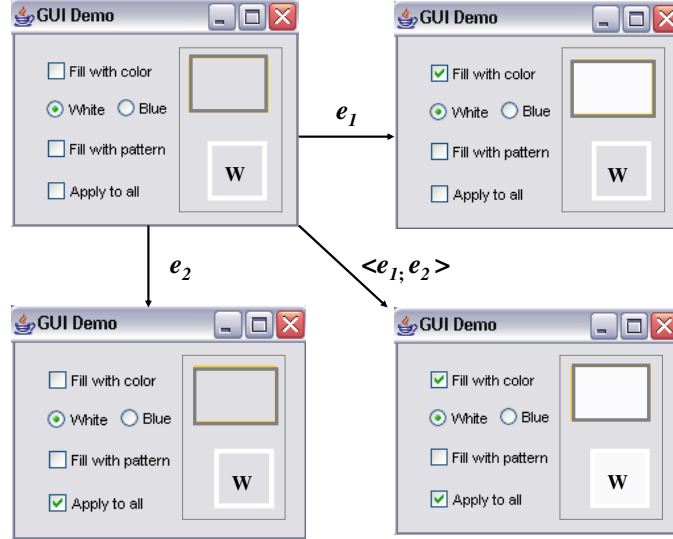 GUI Demo
Fill with color
White Blue
Fill with pattern
Apply to all
W
e1
GUI Demo
Fill with color
White Blue
Fill with pattern
Apply to all
W
e2
<e1; e2 >
GUI Demo
Fill with color
White Blue
Fill with pattern
Apply to all
W
GUI Demo
Fill with color
White Blue
Fill with pattern
Apply to all
W